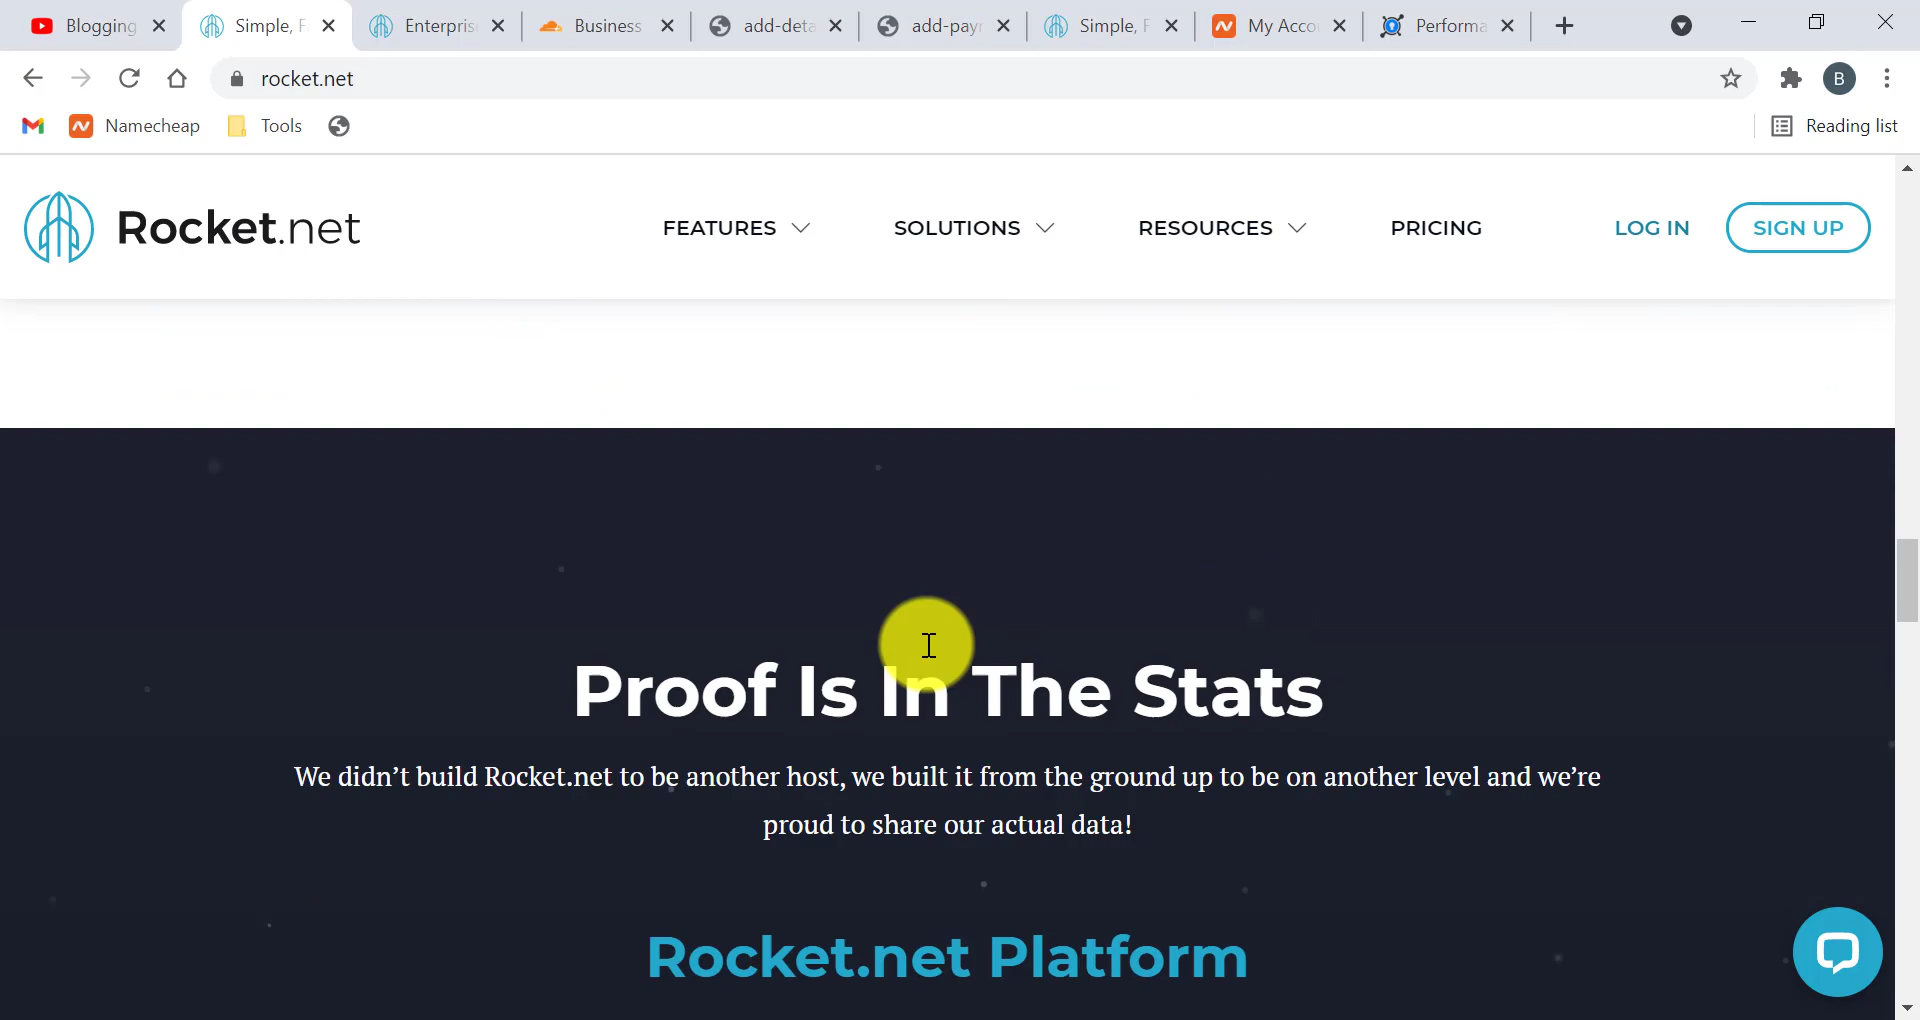 Blogging
Simple, F
Enterpris
Business
add-deta
add-payr
Simple, F
My Acco
Performa
rocket.net
B
Namecheap
Tools
Reading list
Rocket.net
FEATURES
SOLUTIONS
RESOURCES
PRICING
LOG IN
SIGN UP
Proof Is In The Stats
We didn’t build Rocket.net to be another host, we built it from the ground up to be on another level and we’re
proud to share our actual data!
Rocket.net Platform